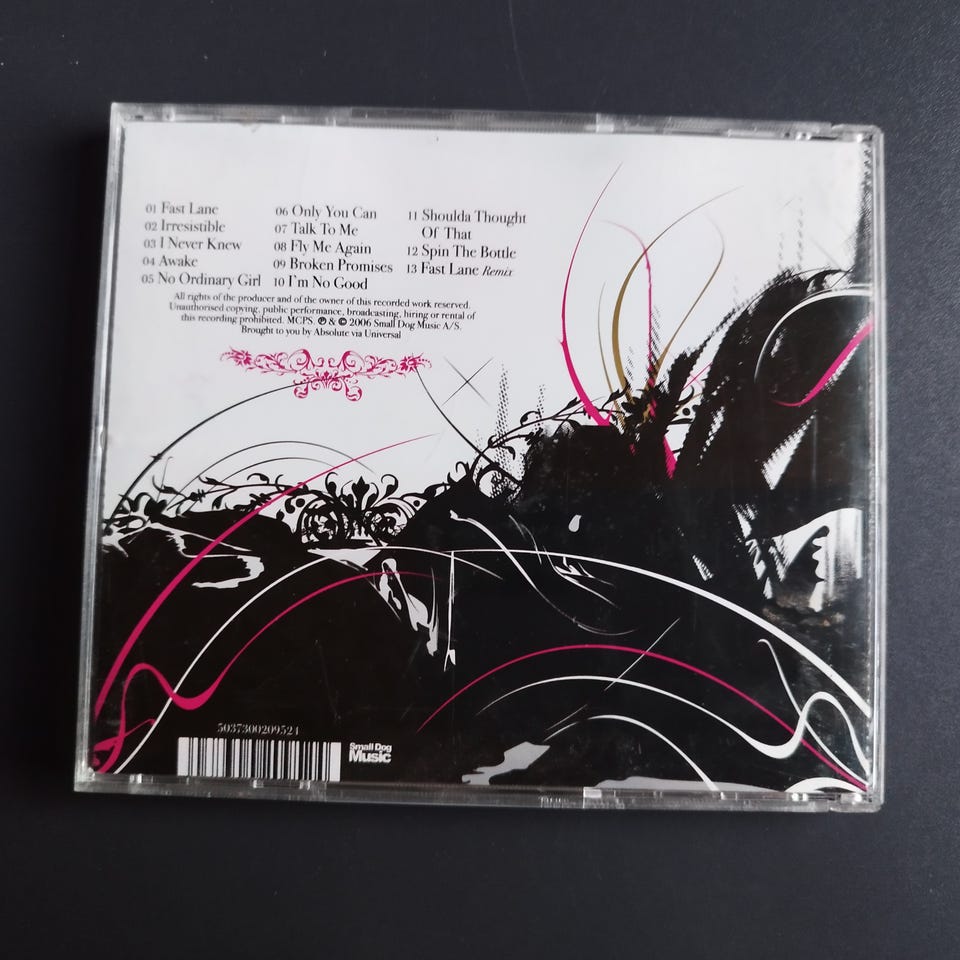 01 Fast Lane
02 Irresistible
03 I Never Knew
04 Awake
05 No Ordinary Girl
06 Only You Can
07 Talk To Me
08 Fly Me Again
09 Broken Promises
10 I'm No Good
11 Shoulda Thought
Of That
12 Spin The Bottle
13 Fast Lane Remix
All rights of the producer and of the owner of this recorded work reserved.
Unauthorised copying, public performance, broadcasting, hiring or rental of
this recording prohibited. MCPS. ℗ & © 2006 Small Dog Music A/S.
Brought to you by Absolute via Universal
5037300209524
Small Dog
Music